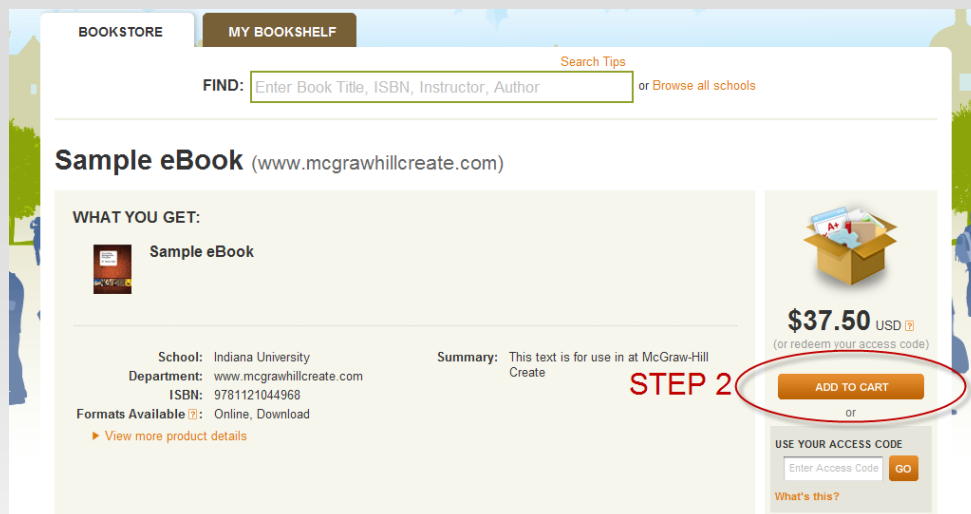 BOOKSTORE
MY BOOKSHELF
Search Tips
FIND: Enter Book Title, ISBN, Instructor, Author or Browse all schools
Sample eBook (www.mcgrawhillcreate.com)
WHAT YOU GET:
Sample eBook
A+
$37.50 USD ?
(or redeem your access code)
School: Indiana University
Department: www.mcgrawhillcreate.com
ISBN: 9781121044968
Formats Available ?: Online, Download
View more product details
Summary: This text is for use in at McGraw-Hill
Create
STEP 2
ADD TO CART
or
USE YOUR ACCESS CODE
Enter Access Code GO
What's this?